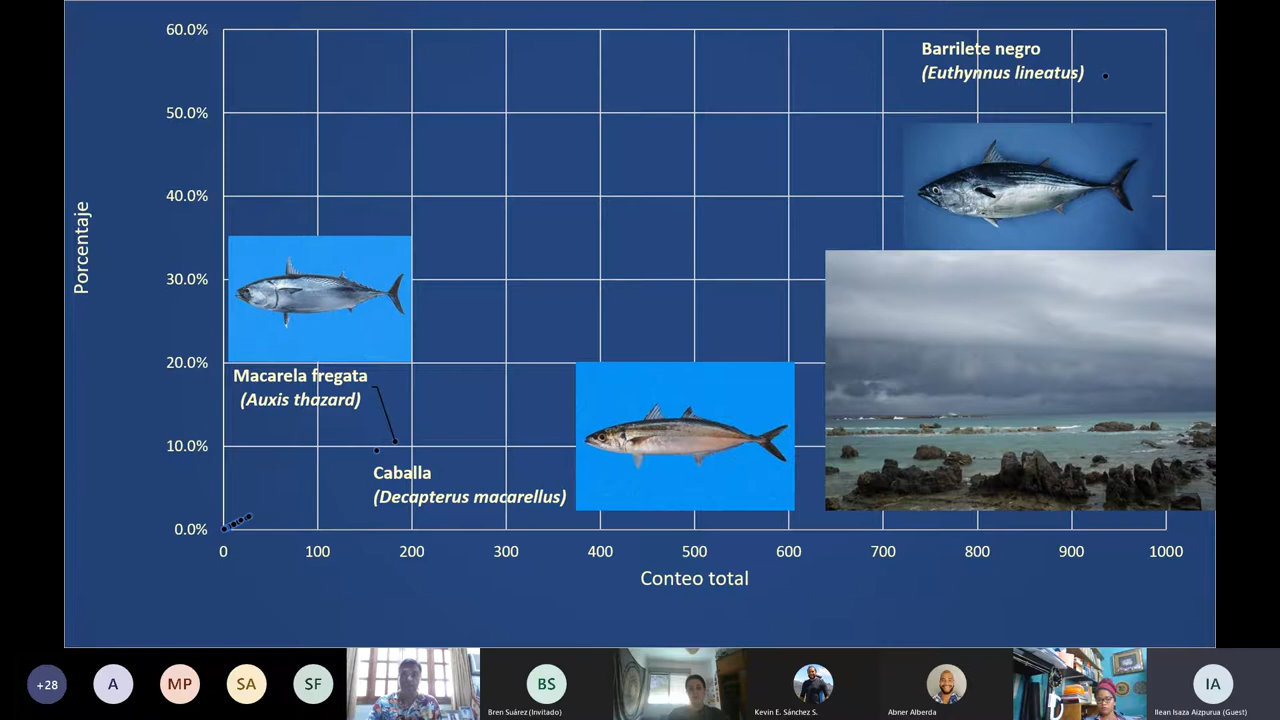 60.0%
50.0%
40.0%
30.0%
20.0%
10.0%
0.0%
Porcentaje
Barrilete negro
(Euthynnus lineatus)
Macarela fregata
(Auxis thazard)
Caballa
(Decapterus macarellus)
0 100 200 300 400 500 600 700 800 900 1000
Conteo total
+28 A MP SA SF BS IA
Bren Suárez (Invitado) Kevin E. Sánchez S. Abner Alberda Ilean Isaza Aizpurua (Guest)